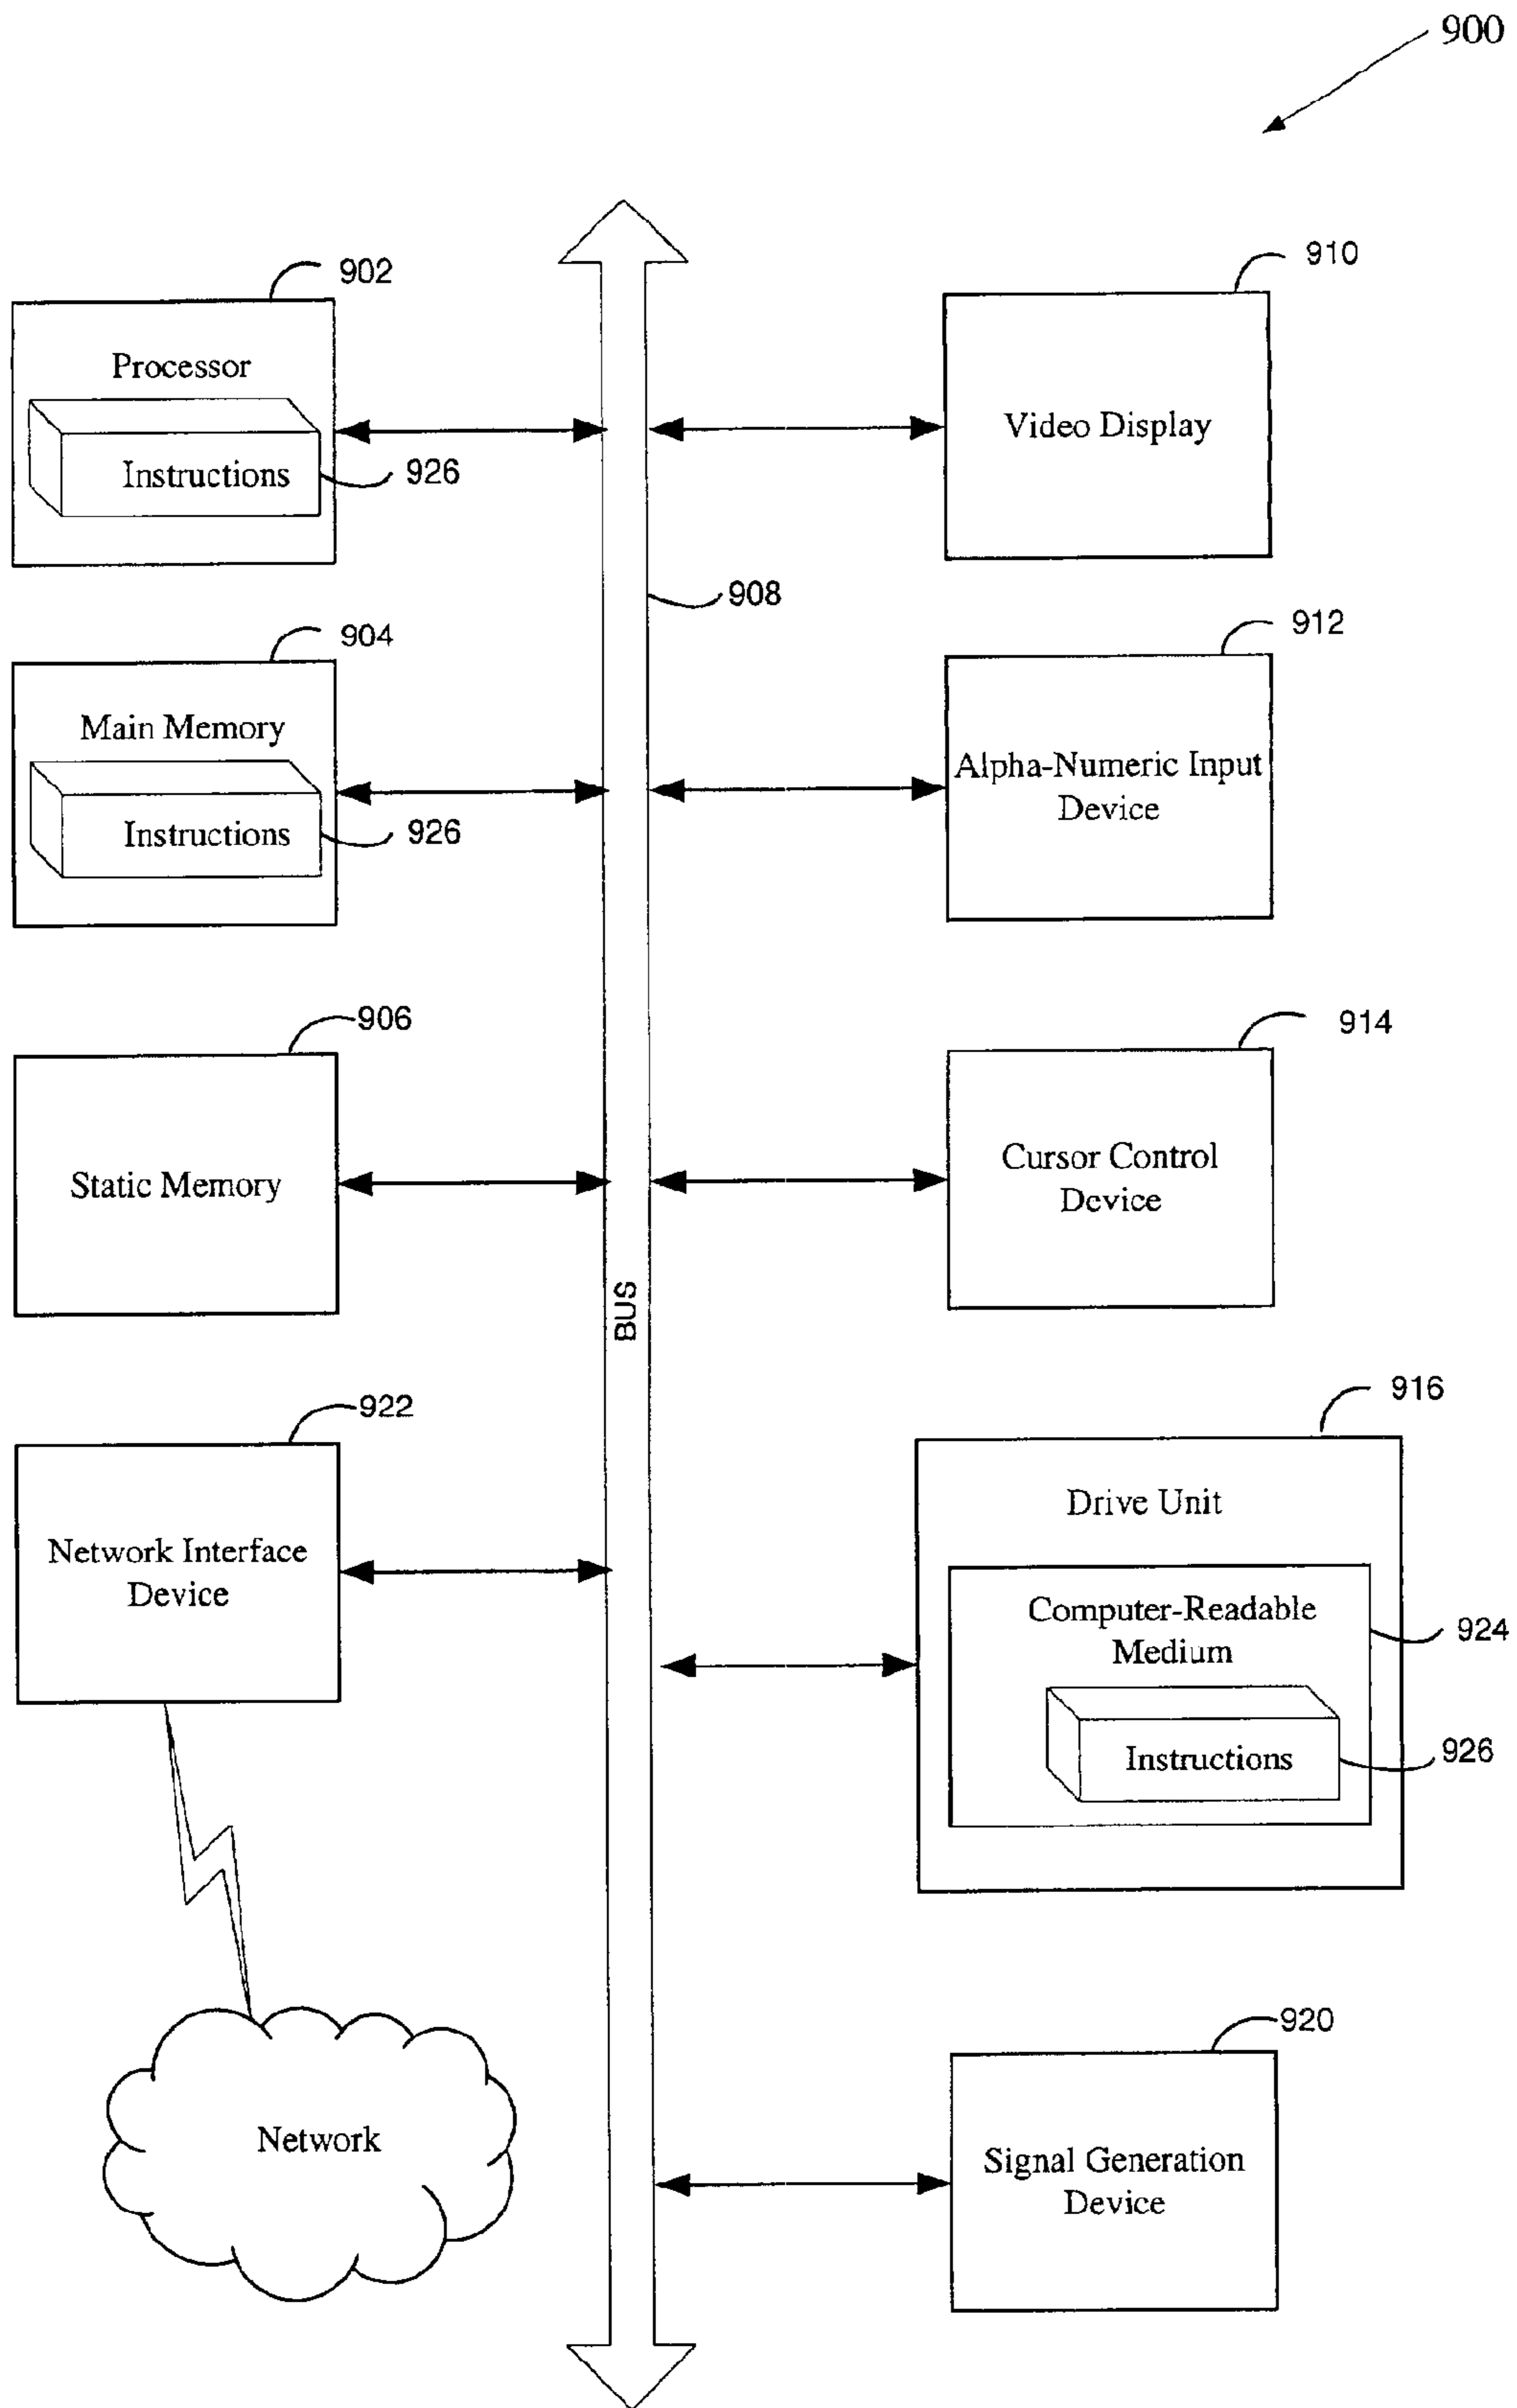 900
902
Processor
Instructions
926
910
Video Display
908
904
Main Memory
Instructions
926
912
Alpha-Numeric Input
Device
906
Static Memory
914
Cursor Control
Device
BUS
922
Network Interface
Device
916
Drive Unit
Computer-Readable
Medium
924
Instructions
926
Network
920
Signal Generation
Device